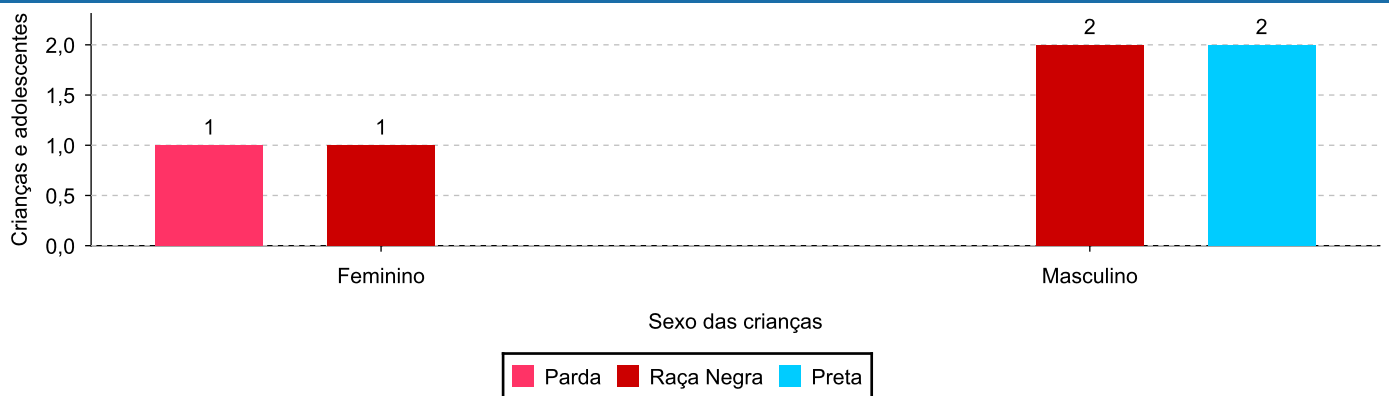 Crianças e adolescentes
2,0
1,5
1,0
0,5
0,0
1
1
2
2
Feminino
Masculino
Sexo das crianças
Parda Raça Negra Preta